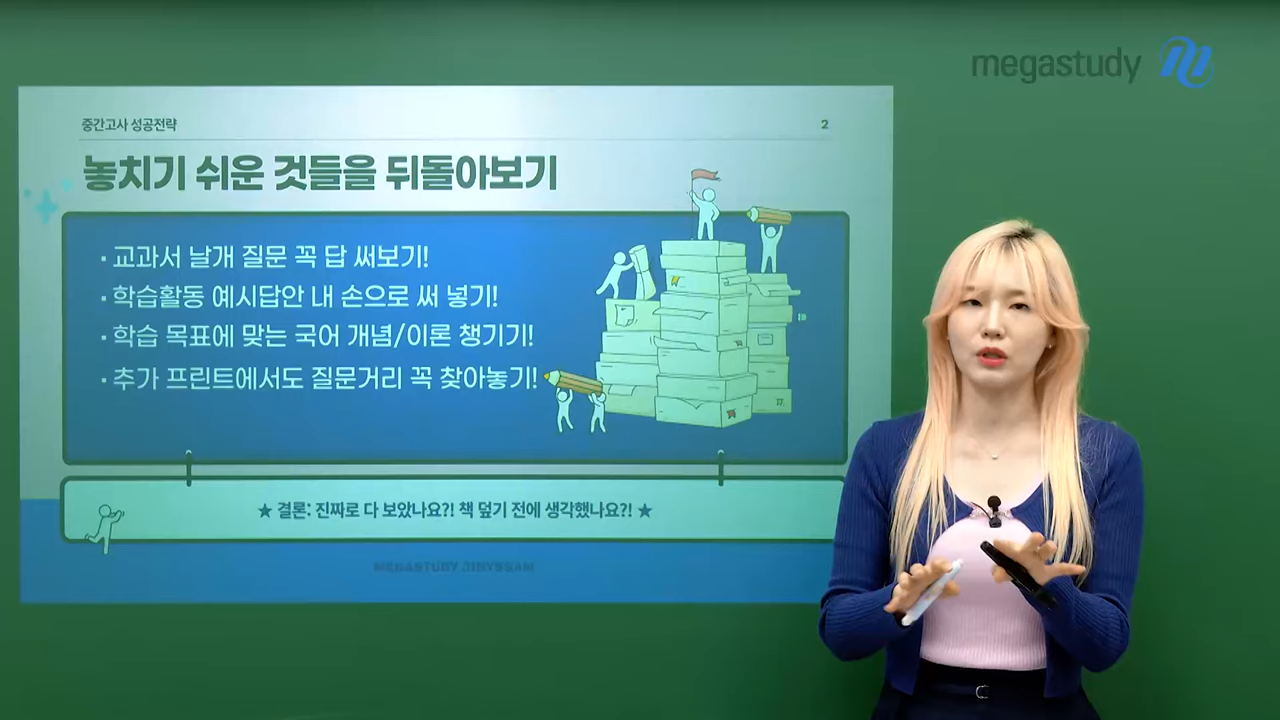 megastudy
중간고사 성공전략
2
놓치기 쉬운 것들을 뒤돌아보기
· 교과서 날개 질문 꼭 답 써보기!
· 학습활동 예시답안 내 손으로 써 넣기!
· 학습 목표에 맞는 국어 개념/이론 챙기기!
· 추가 프린트에서도 질문거리 꼭 찾아놓기!
★ 결론: 진짜로 다 보았나요?! 책 덮기 전에 생각했나요?! ★
MEGASTUDY